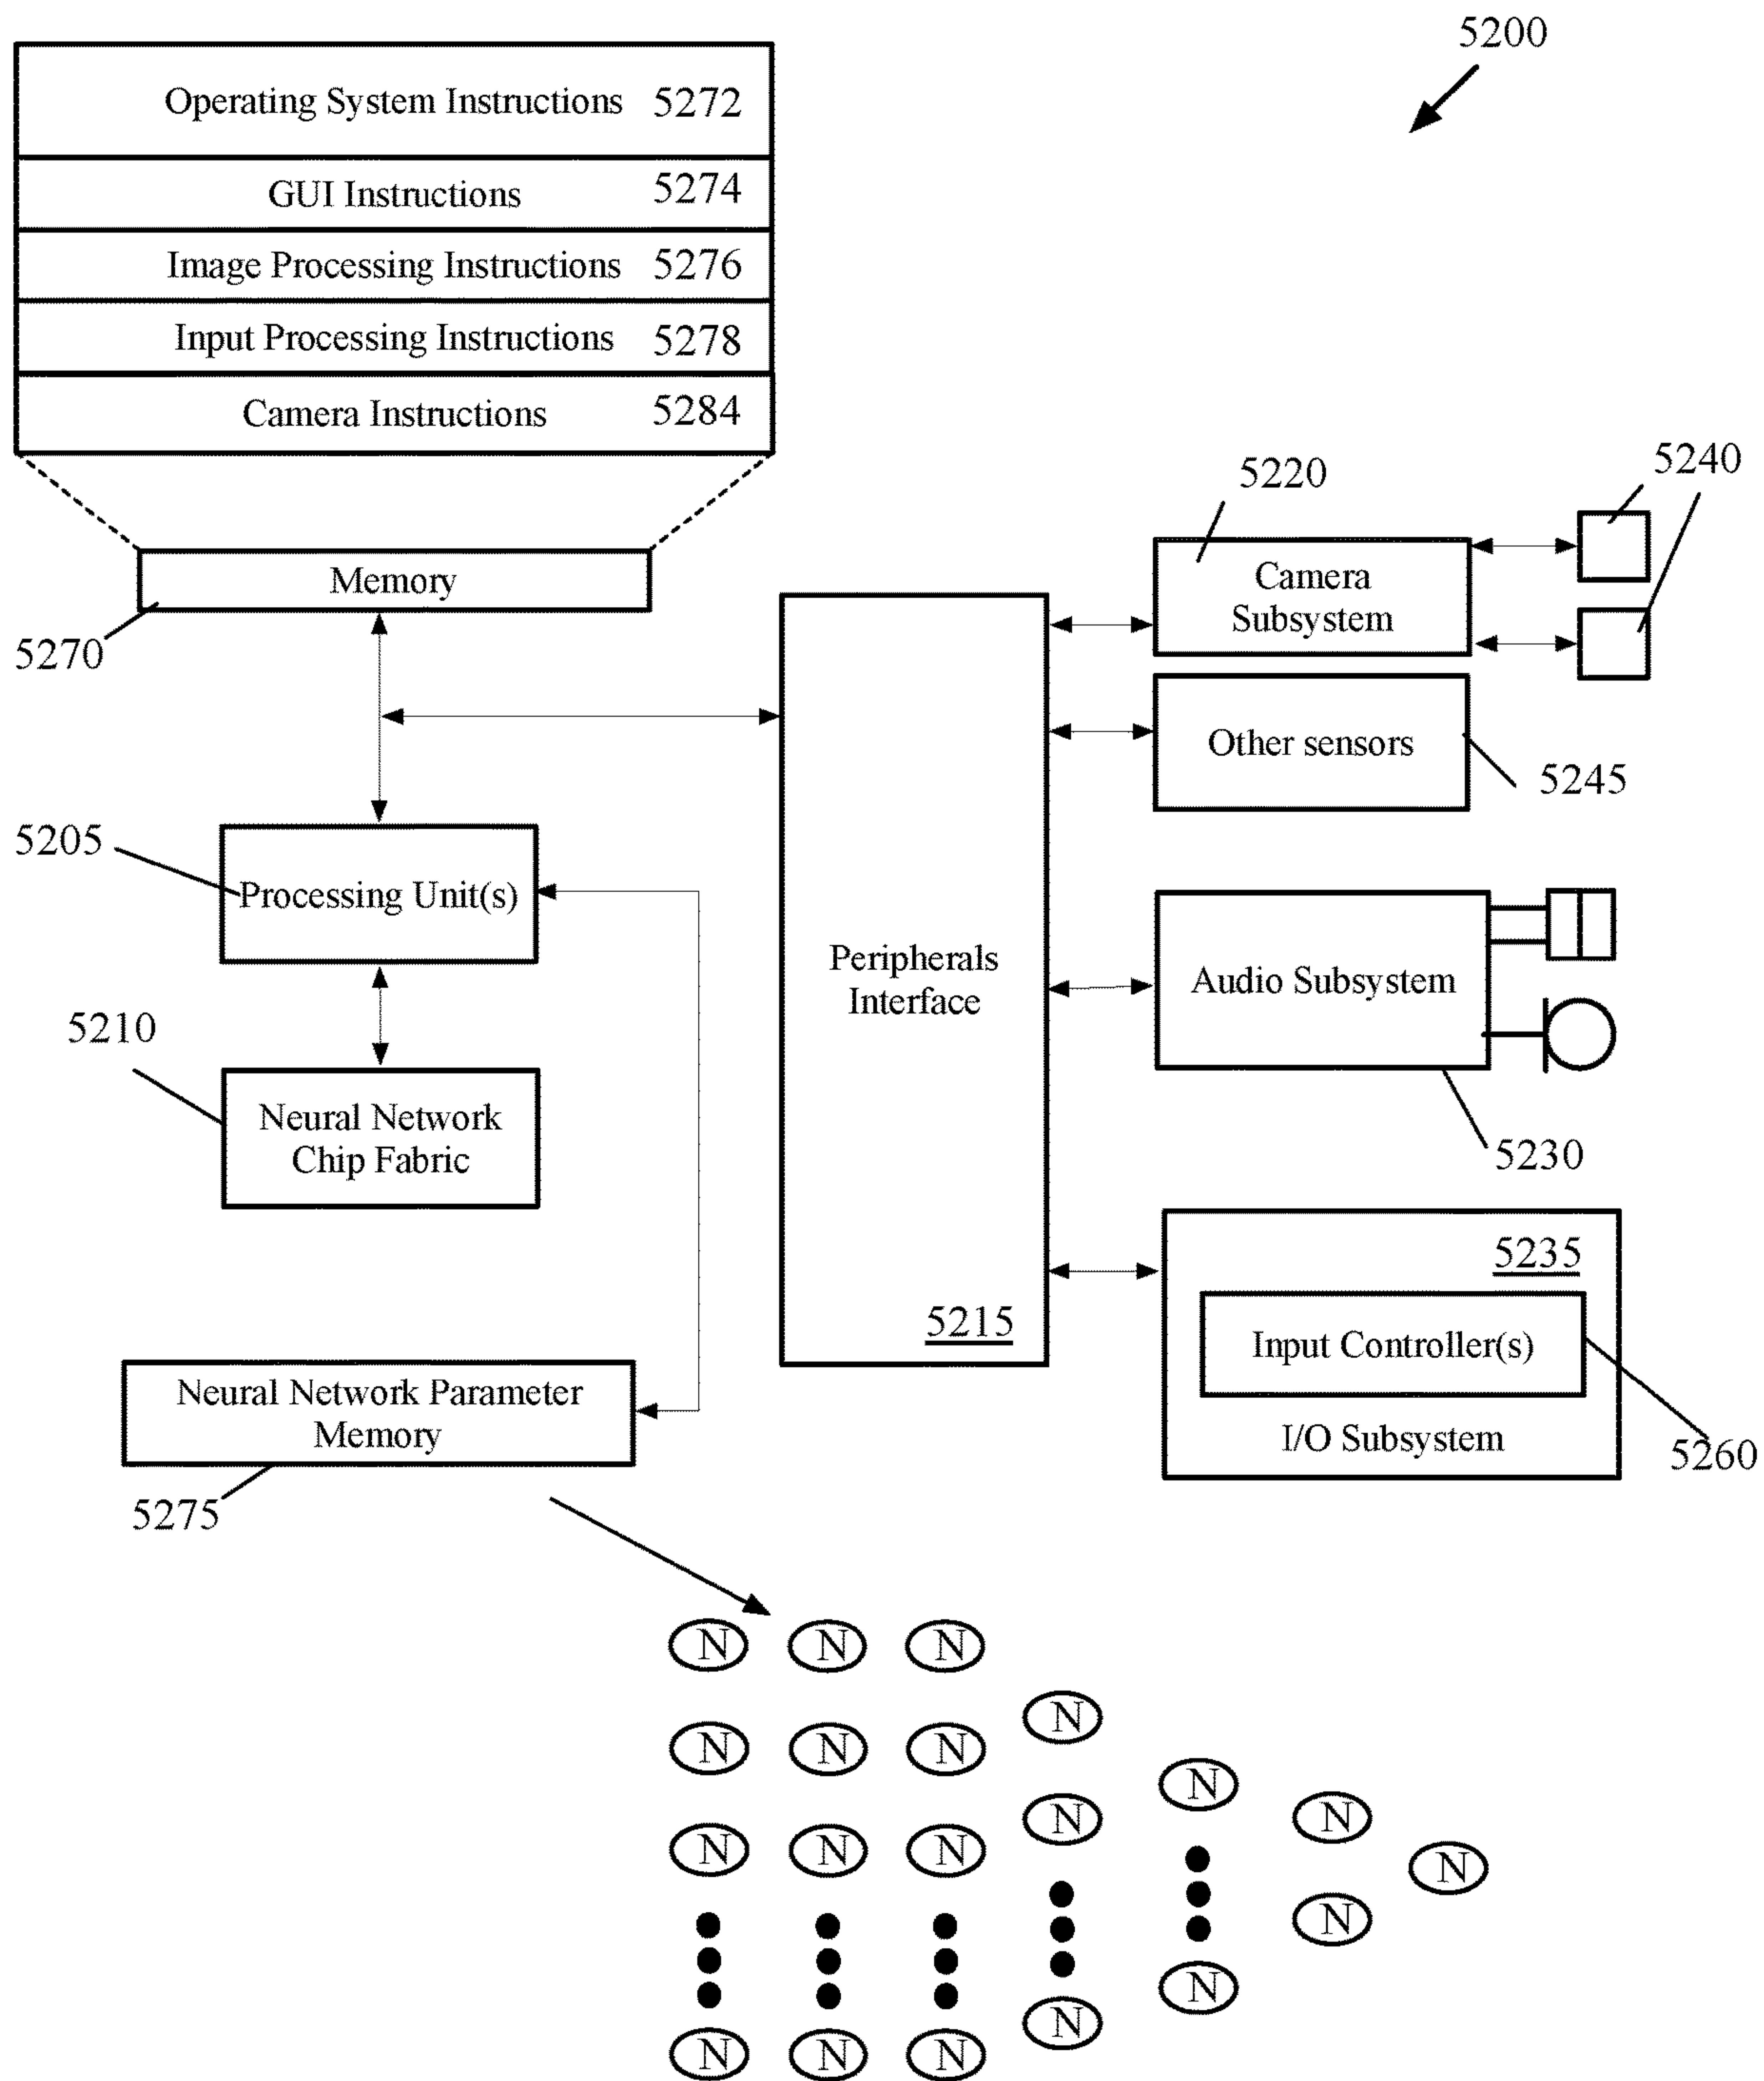 5200
Operating System Instructions 5272
GUI Instructions 5274
Image Processing Instructions 5276
Input Processing Instructions 5278
Camera Instructions 5284
Memory
5270
5220
5240
Camera
Subsystem
Other sensors
5245
5205
Processing Unit(s)
5210
Neural Network
Chip Fabric
Peripherals
Interface
5215
Audio Subsystem
5230
5235
Input Controller(s)
I/O Subsystem
5260
Neural Network Parameter
Memory
5275
N N N
N
N N N
N
N
N
N N N
N
N
N
N
N
N N N